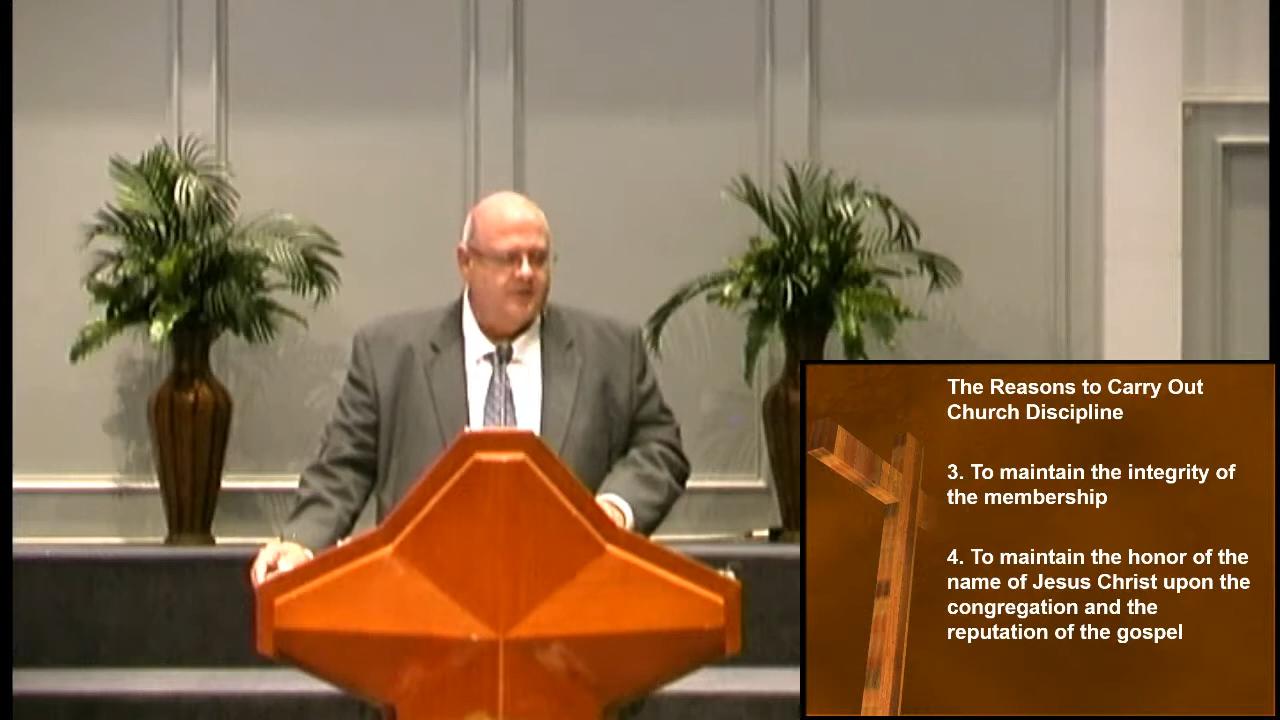 The Reasons to Carry Out
Church Discipline
3. To maintain the integrity of
the membership
4. To maintain the honor of the
name of Jesus Christ upon the
congregation and the
reputation of the gospel